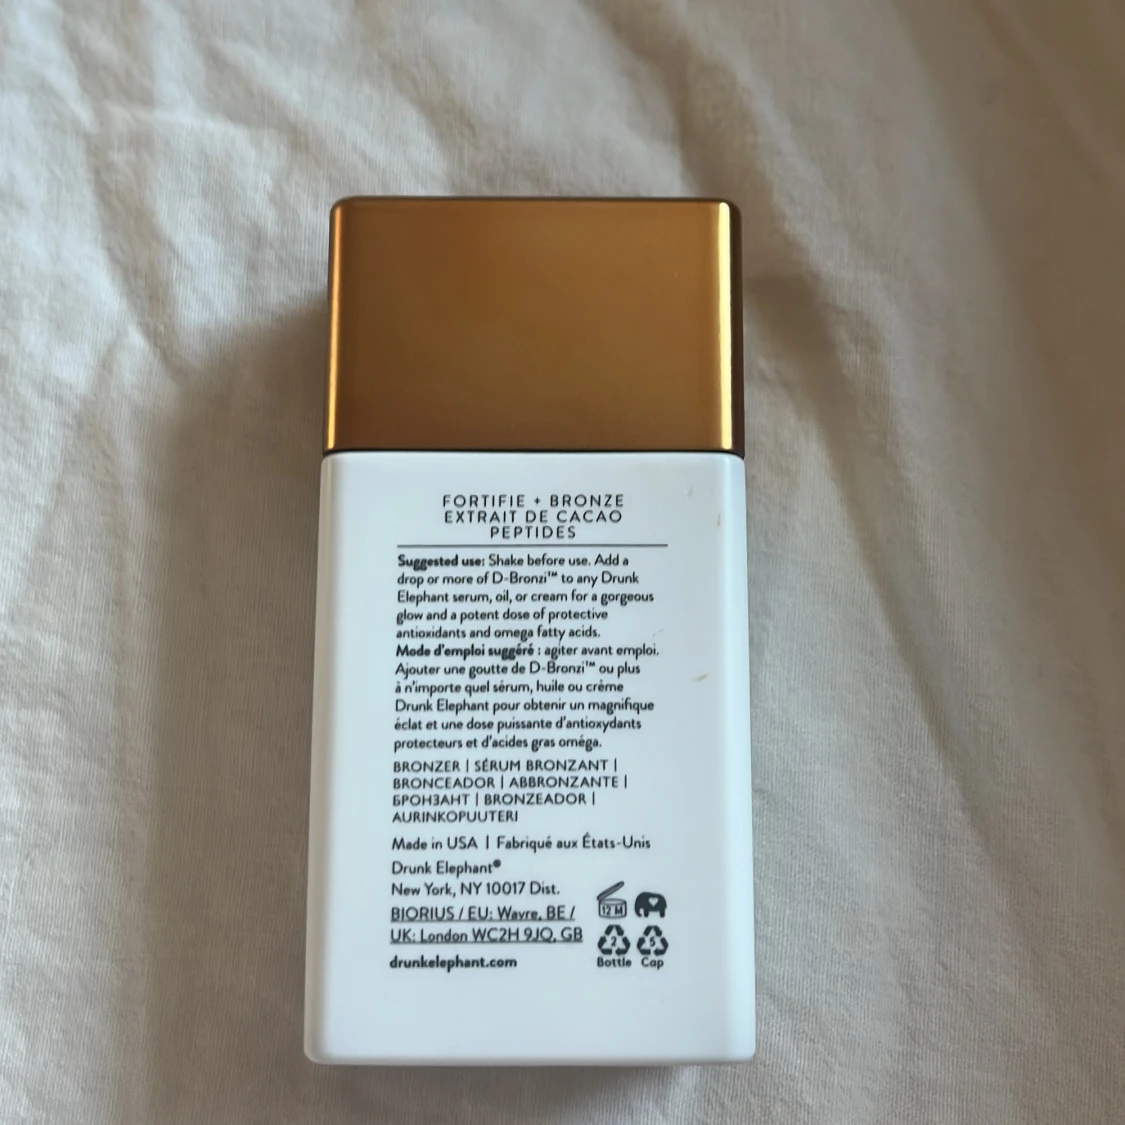 FORTIFIE + BRONZE
EXTRAIT DE CACAO
PEPTIDES
Suggested use: Shake before use. Add a
drop or more of D-Bronzi™ to any Drunk
Elephant serum, oil, or cream for a gorgeous
glow and a potent dose of protective
antioxidants and omega fatty acids.
Mode d'emploi suggéré : agiter avant emploi.
Ajouter une goutte de D-Bronzi™ ou plus
à n'importe quel sérum, huile ou crème
Drunk Elephant pour obtenir un magnifique
éclat et une dose puissante d'antioxydants
protecteurs et d'acides gras oméga.
BRONZER | SÉRUM BRONZANT |
BRONCEADOR | ABBRONZANTE |
БРОНЗАНТ | BRONZEADOR |
AURINKOPUUTERI
Made in USA | Fabriqué aux États-Unis
Drunk Elephant®
New York, NY 10017 Dist.
BIORIUS / EU: Wavre, BE /
UK: London WC2H 9JQ, GB
drunkelephant.com
12 M
2 5
Bottle Cap